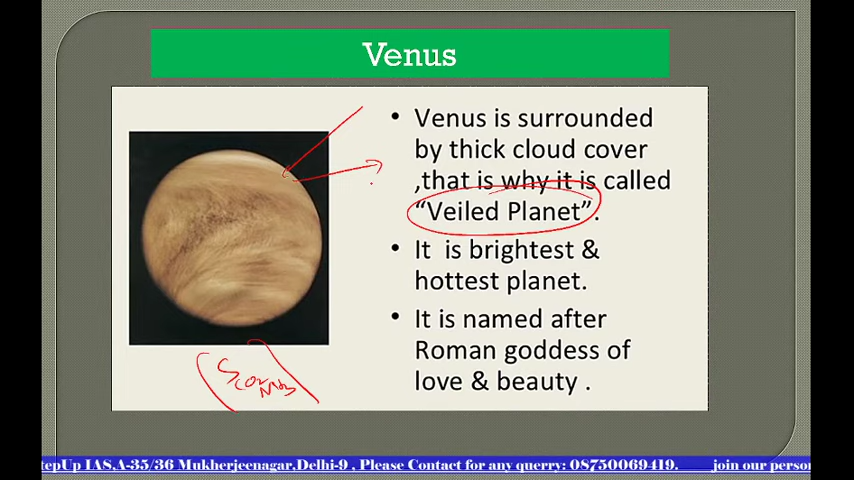 Venus
• Venus is surrounded
by thick cloud cover
,that is why it is called
“Veiled Planet”.
• It is brightest &
hottest planet.
• It is named after
Roman goddess of
love & beauty .
tepUp IAS,A-35/36 Mukherjeenagar,Delhi-9 , Please Contact for any querry: 08750069419. join our person